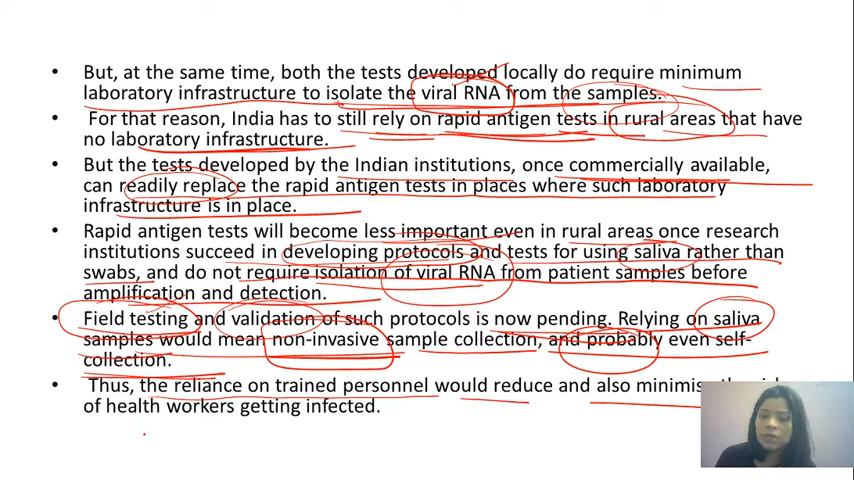 • But, at the same time, both the tests developed locally do require minimum
laboratory infrastructure to isolate the viral RNA from the samples.
• For that reason, India has to still rely on rapid antigen tests in rural areas that have
no laboratory infrastructure.
• But the tests developed by the Indian institutions, once commercially available,
can readily replace the rapid antigen tests in places where such laboratory
infrastructure is in place.
• Rapid antigen tests will become less important even in rural areas once research
institutions succeed in developing protocols and tests for using saliva rather than
swabs, and do not require isolation of viral RNA from patient samples before
amplification and detection.
• Field testing and validation of such protocols is now pending. Relying on saliva
samples would mean non-invasive sample collection, and probably even self-
collection.
• Thus, the reliance on trained personnel would reduce and also minimise
of health workers getting infected.